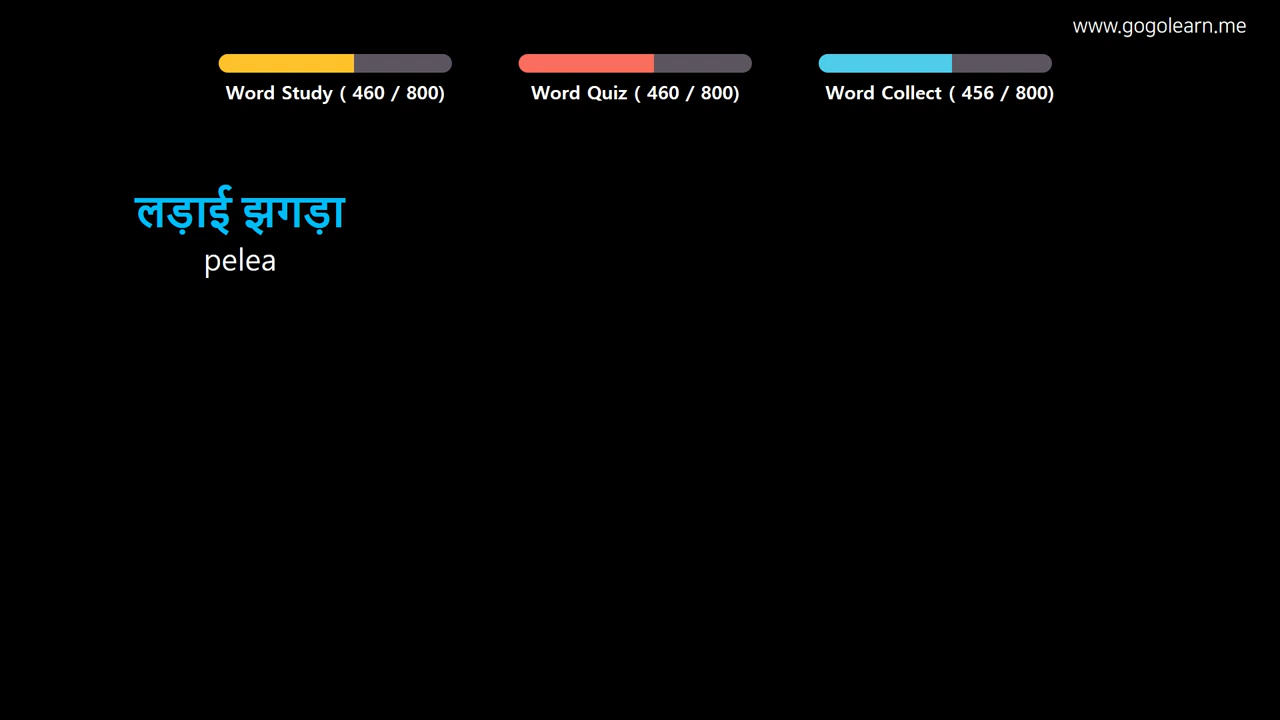 www.gogolearn.me
Word Study ( 460 / 800)
Word Quiz ( 460 / 800)
Word Collect ( 456 / 800)
लड़ाई झगड़ा
pelea